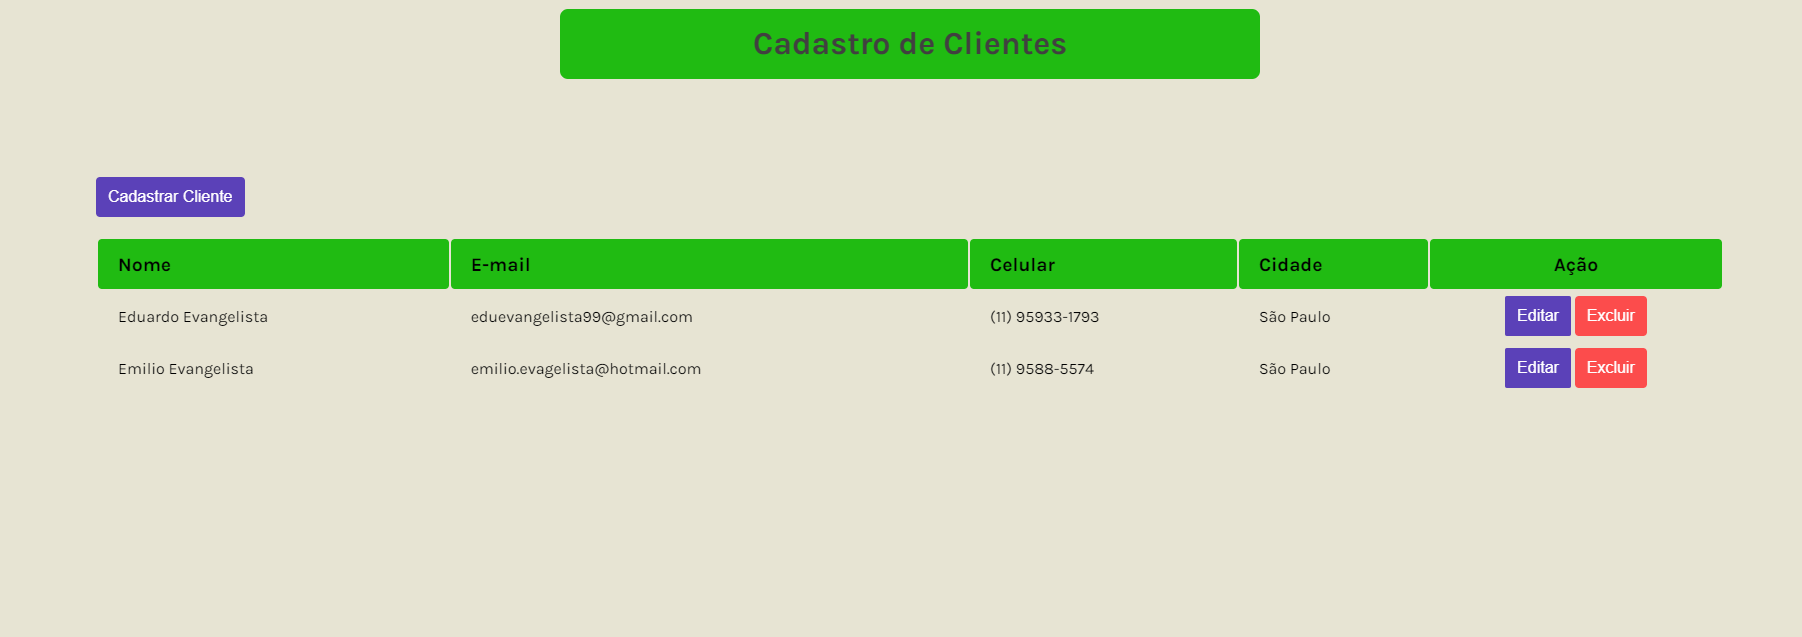 Cadastro de Clientes
Cadastrar Cliente
Nome E-mail Celular Cidade Ação
Eduardo Evangelista eduevangelista99@gmail.com (11) 95933-1793 São Paulo Editar Excluir
Emilio Evangelista emilio.evagelista@hotmail.com (11) 9588-5574 São Paulo Editar Excluir